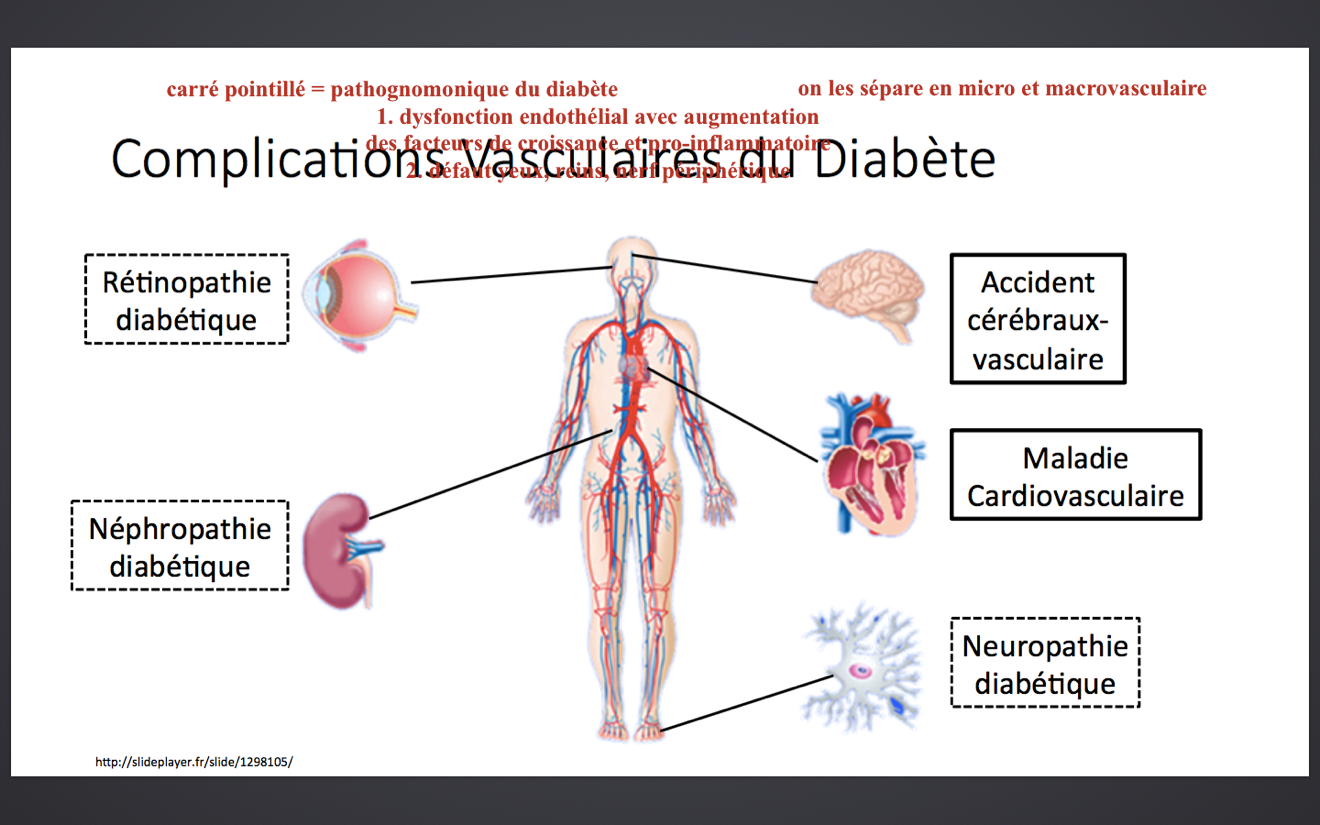 carré pointillé = pathognomonique du diabète
on les sépare en micro et macrovasculaire
1. dysfonction endothélial avec augmentation
des facteurs de croissance et pro-inflammatoire
2. défaut yeux, reins, nerf périphérique
Complications Vasculaires du Diabète
Rétinopathie
diabétique
Accident
cérébraux-
vasculaire
Maladie
Cardiovasculaire
Néphropathie
diabétique
Neuropathie
diabétique
http://slideplayer.fr/slide/1298105/